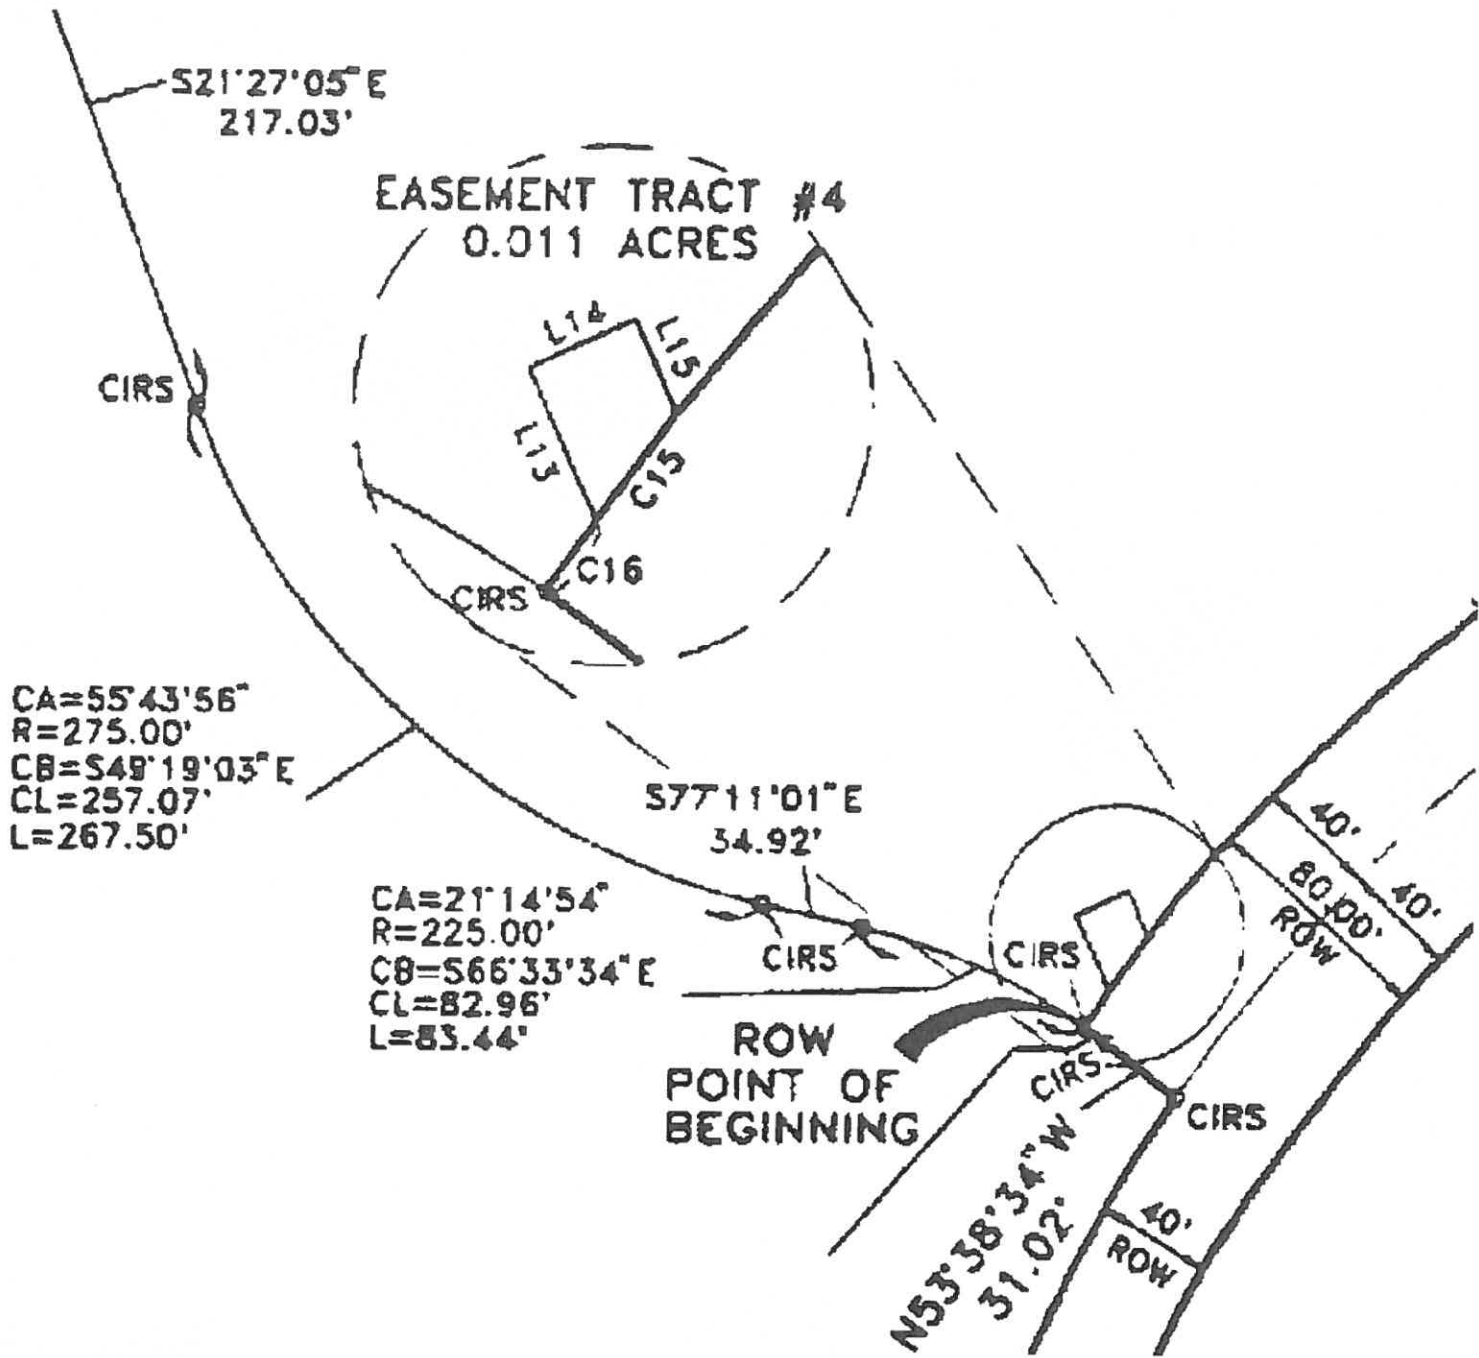 S21°27'05"E
217.03'
EASEMENT TRACT #4
0.011 ACRES
L14
L15
CIRS
L13
C15
C16
CIRS
CA=55°43'56"
R=275.00'
CB=S49°19'03"E
CL=257.07'
L=267.50'
S77°11'01"E
34.92'
40'
40'
80.00'
ROW
CA=21°14'54"
R=225.00'
CB=S66°33'34"E
CL=82.96'
L=83.44'
CIRS
CIRS
ROW
POINT OF
BEGINNING
CIRS
CIRS
N53°38'34"W
31.02'
40'
ROW